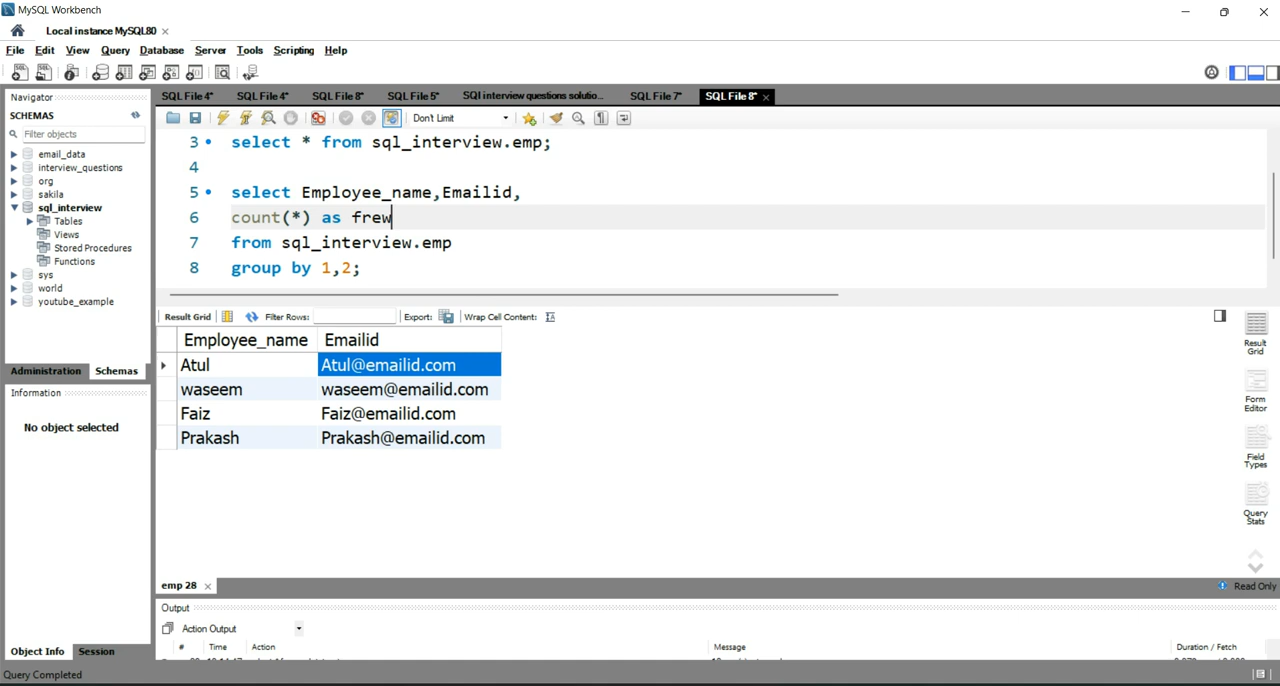 MySQL Workbench
Local instance MySQL80
File Edit View Query Database Server Tools Scripting Help
Navigator
SQL File 4* SQL File 4* SQL File 8* SQL File 5* SQl interview questions solutio... SQL File 7* SQL File 8*
SCHEMAS
Filter objects
Don't Limit
email_data
interview_questions
org
sakila
sql_interview
Tables
Views
Stored Procedures
Functions
sys
world
youtube_example
3 select * from sql_interview.emp;
4
5 select Employee_name,Emailid,
6 count(*) as frew
7 from sql_interview.emp
8 group by 1,2;
Result Grid Filter Rows: Export: Wrap Cell Content:
Employee_name Emailid
Atul Atul@emailid.com
waseem waseem@emailid.com
Faiz Faiz@emailid.com
Prakash Prakash@emailid.com
Result Grid
Form Editor
Field Types
Query Stats
Administration Schemas
Information
No object selected
emp 28
Read Only
Output
Action Output
# Time Action Message Duration / Fetch
Object Info Session
Query Completed